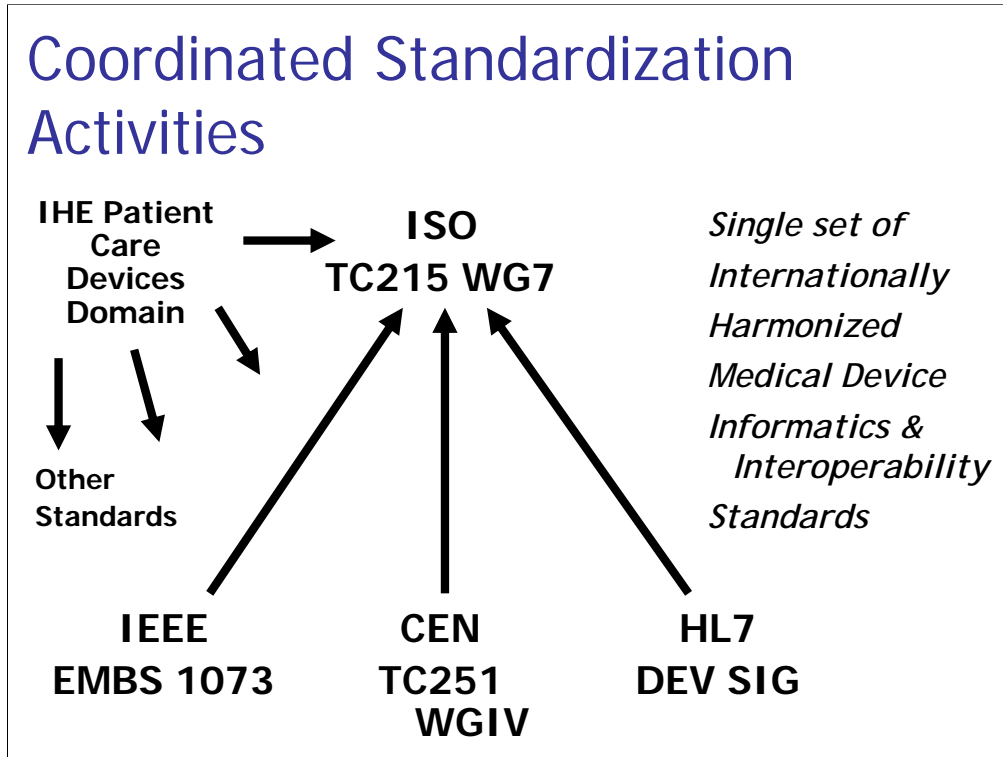 Coordinated Standardization
Activities
IHE Patient
Care
Devices
Domain
ISO
TC215 WG7
Single set of
Internationally
Harmonized
Medical Device
Informatics &
Interoperability
Standards
Other
Standards
IEEE
EMBS 1073
CEN
TC251
WGIV
HL7
DEV SIG